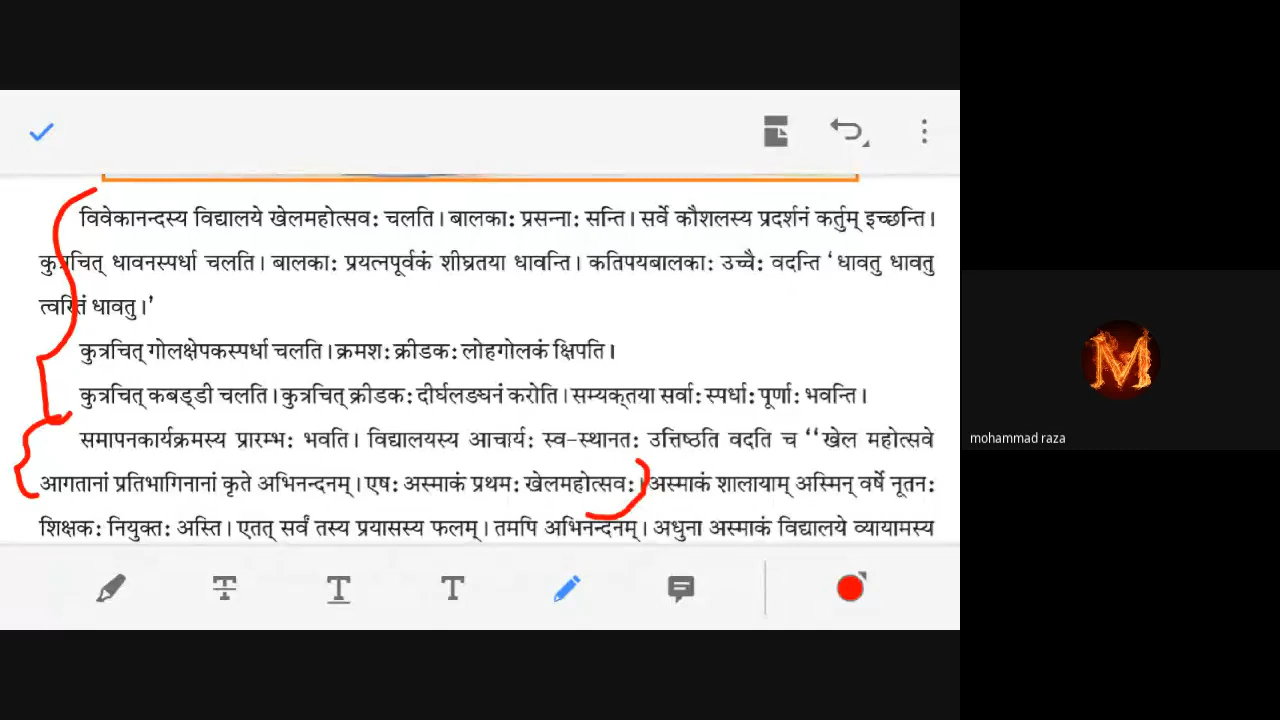 विवेकानन्दस्य विद्यालये खेलमहोत्सव: चलति। बालका: प्रसन्ना: सन्ति। सर्वे कौशलस्य प्रदर्शनं कर्तुम् इच्छन्ति।
कुत्रचित् धावनस्पर्धा चलति। बालका: प्रयत्नपूर्वकं शीघ्रतया धावन्ति। कतिपयबालका: उच्चै: वदन्ति ‘धावतु धावतु
त्वरितं धावतु।’
कुत्रचित् गोलक्षेपकस्पर्धा चलति। क्रमश: क्रीडक: लोहगोलकं क्षिपति।
कुत्रचित् कबड्डी चलति। कुत्रचित् क्रीडक: दीर्घलङघनं करोति। सम्यक्‌तया सर्वा: स्पर्धा: पूर्णा: भवन्ति।
समापनकार्यक्रमस्य प्रारम्भ: भवति। विद्यालयस्य आचार्य: स्व-स्थानत: उत्तिष्ठति वदति च ‘‘खेल महोत्सवे
आगतानां प्रतिभागिनानां कृते अभिनन्दनम्। एष: अस्माकं प्रथम: खेलमहोत्सव:। अस्माकं शालायाम् अस्मिन् वर्षे नूतन:
शिक्षक: नियुक्त: अस्ति। एतत् सर्वं तस्य प्रयासस्य फलम्। तमपि अभिनन्दनम्। अधुना अस्माकं विद्यालये व्यायामस्य
T T T
M
mohammad raza